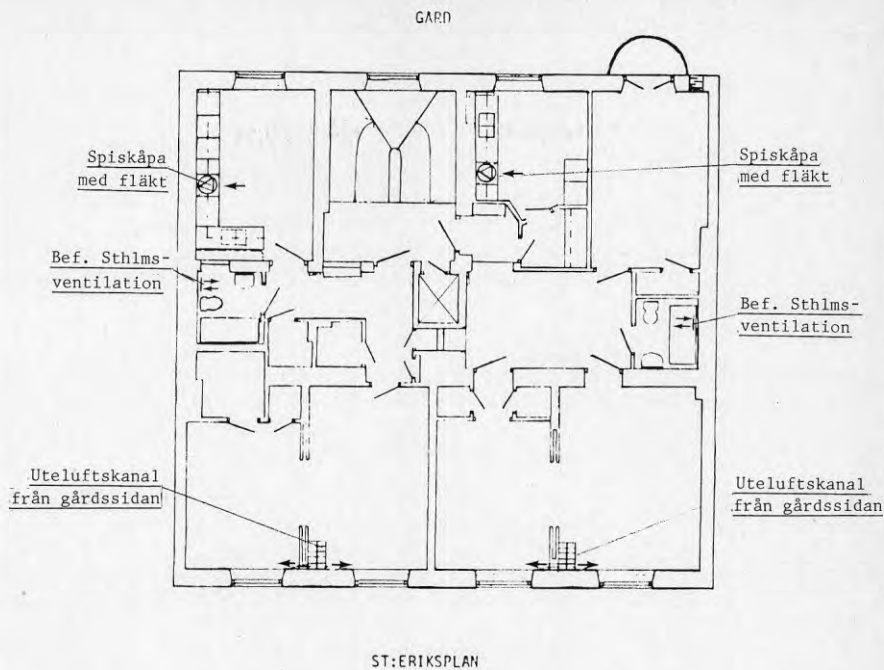 GÅRD
Spiskåpa
med fläkt
Spiskåpa
med fläkt
Bef. Sthlms-
ventilation
Bef. Sthlms-
ventilation
Uteluftskanal
från gårdssidan
Uteluftskanal
från gårdssidan
ST:ERIKSPLAN